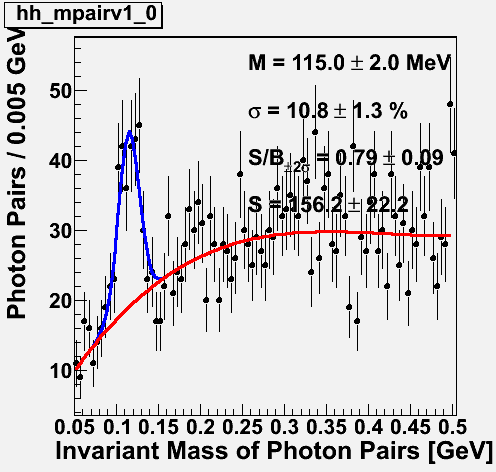 hh_mpairv1_0
Photon Pairs / 0.005 GeV
M = 115.0 ± 2.0 MeV
σ = 10.8 ± 1.3 %
S/B±2σ = 0.79 ± 0.09
S = 156.2 ± 22.2
50
40
30
20
10
0.05 0.1 0.15 0.2 0.25 0.3 0.35 0.4 0.45 0.5
Invariant Mass of Photon Pairs [GeV]